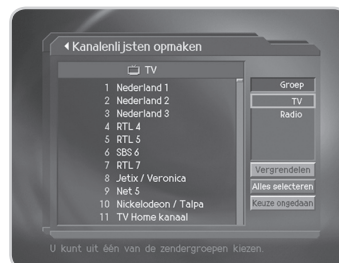 Kanalenlijsten opmaken
TV
1 Nederland 1
2 Nederland 2
3 Nederland 3
4 RTL 4
5 RTL 5
6 SBS 6
7 RTL 7
8 Jetix / Veronica
9 Net 5
10 Nickelodeon / Talpa
11 TV Home kanaal
Groep
TV
Radio
Vergrendelen
Alles selecteren
Keuze ongedaan
U kunt uit één van de zendergroepen kiezen.